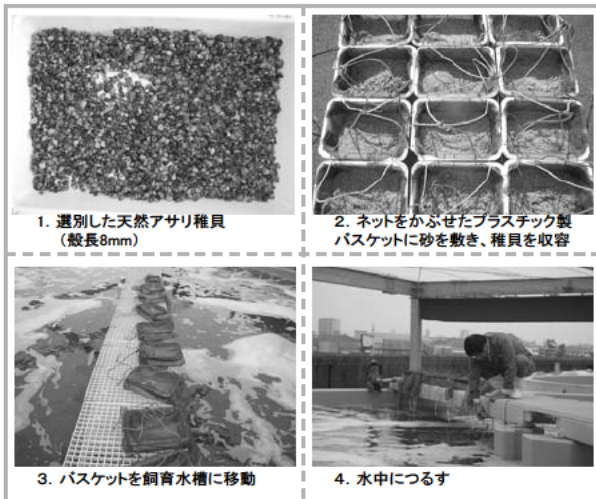 1. 選別した天然アサリ稚貝
(殻長8mm)
2. ネットをかぶせたプラスチック製
バスケットに砂を敷き、稚貝を収容
3. バスケットを飼育水槽に移動
4. 水中につるす